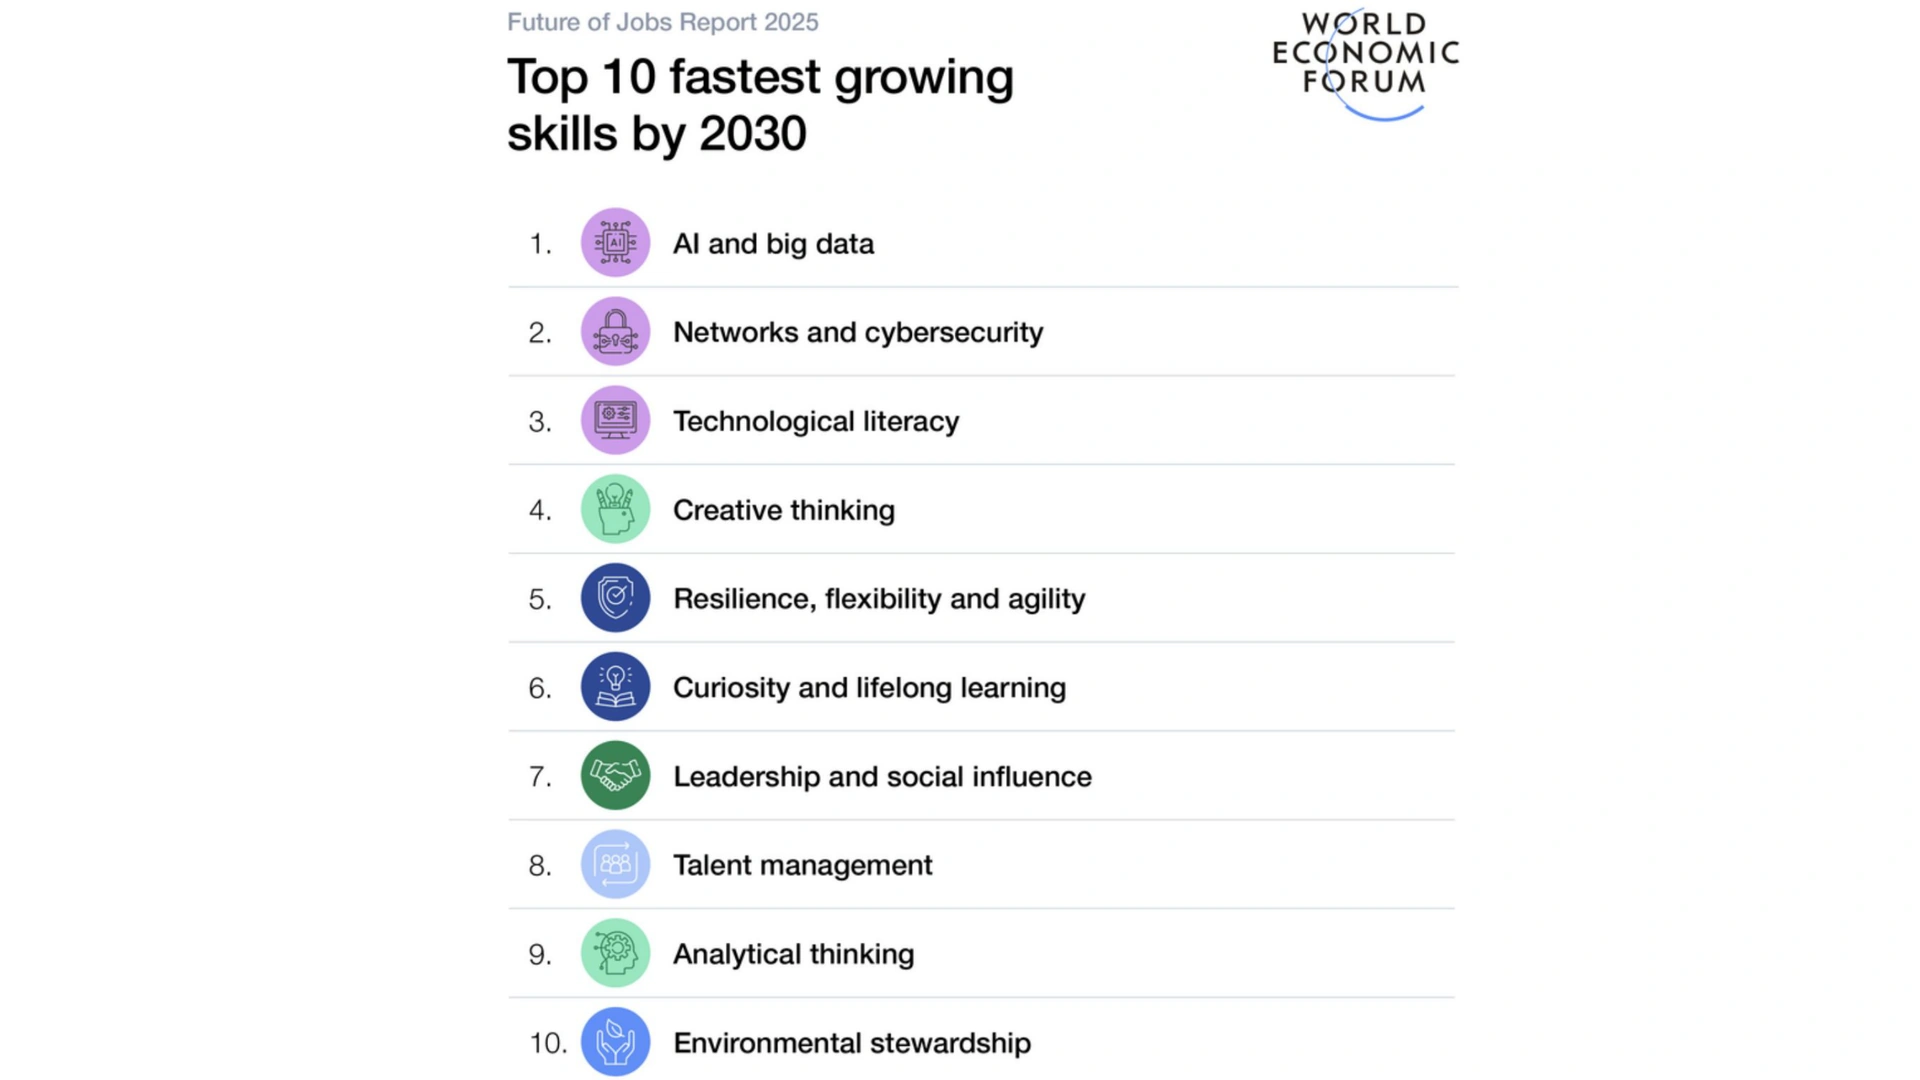 Future of Jobs Report 2025
WORLD
ECONOMIC
FORUM
Top 10 fastest growing
skills by 2030
1. AI and big data
2. Networks and cybersecurity
3. Technological literacy
4. Creative thinking
5. Resilience, flexibility and agility
6. Curiosity and lifelong learning
7. Leadership and social influence
8. Talent management
9. Analytical thinking
10. Environmental stewardship